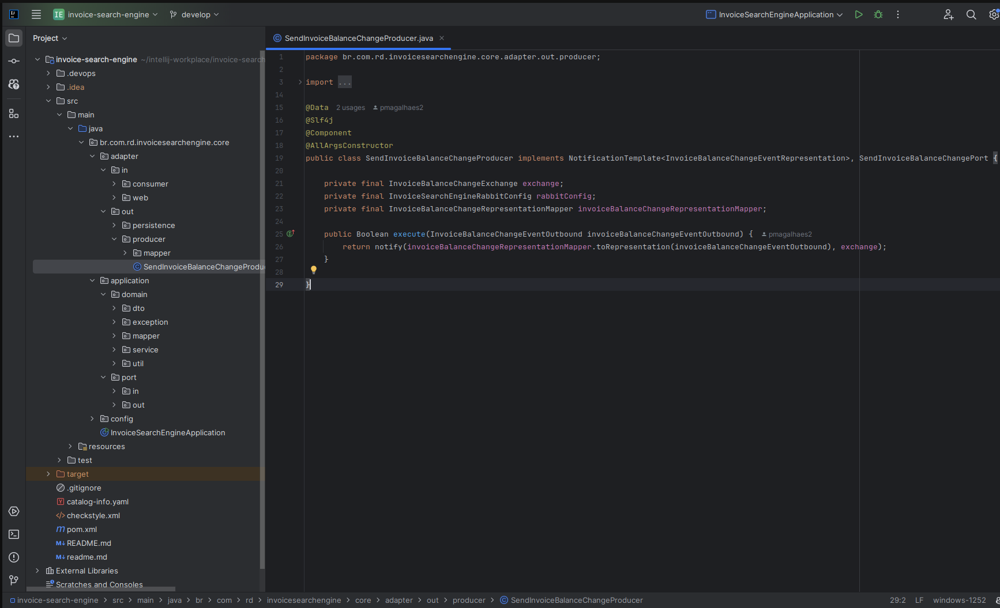 IE invoice-search-engine develop InvoiceSearchEngineApplication
Project
invoice-search-engine ~/intellij-workplace/invoice-search
.devops
.idea
src
main
java
br.com.rd.invoicesearchengine.core
adapter
in
consumer
web
out
persistence
producer
mapper
SendInvoiceBalanceChangeProdu
application
domain
dto
exception
mapper
service
util
port
in
out
config
InvoiceSearchEngineApplication
resources
test
target
.gitignore
catalog-info.yaml
checkstyle.xml
pom.xml
README.md
readme.md
External Libraries
Scratches and Consoles
SendInvoiceBalanceChangeProducer.java
1 package br.com.rd.invoicesearchengine.core.adapter.out.producer;
2
3 import ...
14
15 @Data 2 usages pmagalhaes2
16 @Slf4j
17 @Component
18 @AllArgsConstructor
19 public class SendInvoiceBalanceChangeProducer implements NotificationTemplate<InvoiceBalanceChangeEventRepresentation>, SendInvoiceBalanceChangePort {
20
21 private final InvoiceBalanceChangeExchange exchange;
22 private final InvoiceSearchEngineRabbitConfig rabbitConfig;
23 private final InvoiceBalanceChangeRepresentationMapper invoiceBalanceChangeRepresentationMapper;
24
25 public Boolean execute(InvoiceBalanceChangeEventOutbound invoiceBalanceChangeEventOutbound) { pmagalhaes2
26 return notify(invoiceBalanceChangeRepresentationMapper.toRepresentation(invoiceBalanceChangeEventOutbound), exchange);
27 }
28
29 }
invoice-search-engine > src > main > java > br > com > rd > invoicesearchengine > core > adapter > out > producer > SendInvoiceBalanceChangeProducer 29:2 LF windows-1252